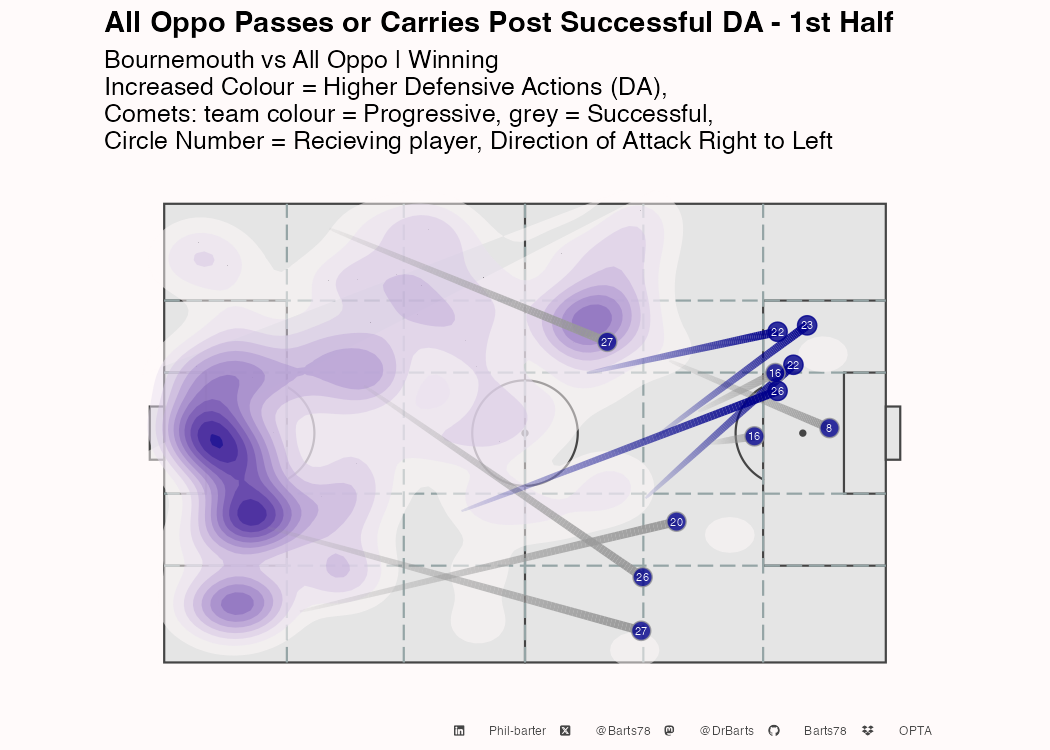 All Oppo Passes or Carries Post Successful DA - 1st Half
Bournemouth vs All Oppo | Winning
Increased Colour = Higher Defensive Actions (DA),
Comets: team colour = Progressive, grey = Successful,
Circle Number = Recieving player, Direction of Attack Right to Left
23
22
27
22
16
26
8
16
20
26
27
Phil-barter @Barts78 @DrBarts Barts78 OPTA